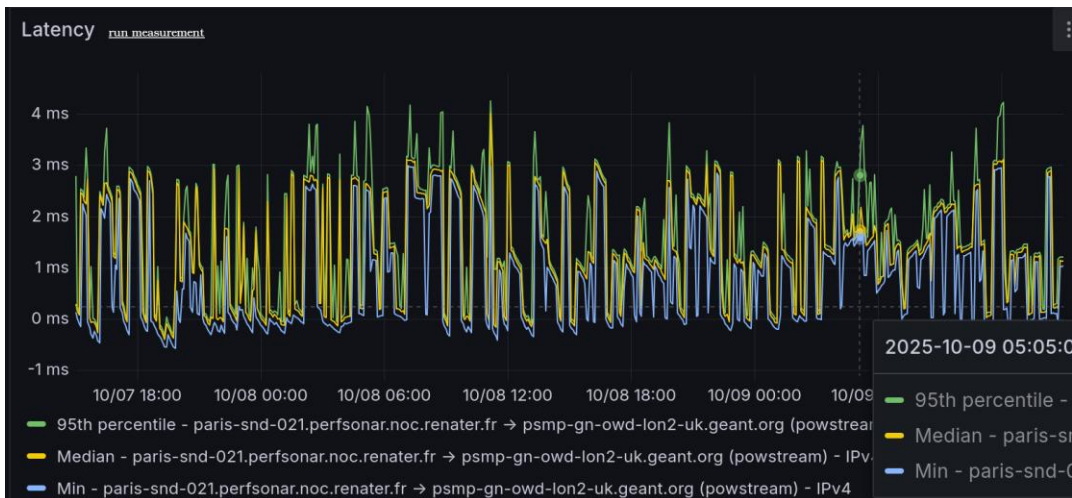 Latency run measurement
4 ms
3 ms
2 ms
1 ms
0 ms
-1 ms
10/07 18:00 10/08 00:00 10/08 06:00 10/08 12:00 10/08 18:00 10/09 00:00 10/09
2025-10-09 05:05:0
95th percentile - paris-snd-021.perfsonar.noc.renater.fr → psmp-gn-owd-lon2-uk.geant.org (powstrea
95th percentile -
Median - paris-snd-021.perfsonar.noc.renater.fr → psmp-gn-owd-lon2-uk.geant.org (powstream) - IPv
Median - paris-s
Min - paris-snd-021.perfsonar.noc.renater.fr → psmp-gn-owd-lon2-uk.geant.org (powstream) - IPv4
Min - paris-snd-0